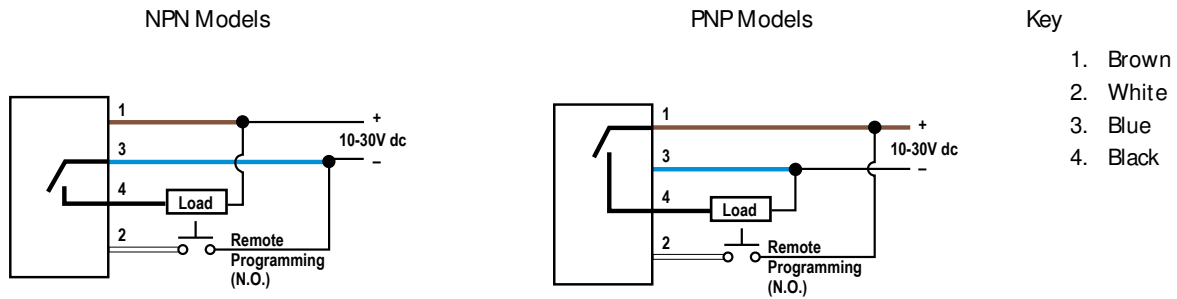 NPN Models
1
3
4
2
+
10-30V dc
–
Load
Remote
Programming
(N.O.)
PNP Models
1
3
4
2
+
10-30V dc
–
Load
Remote
Programming
(N.O.)
Key
1. Brown
2. White
3. Blue
4. Black